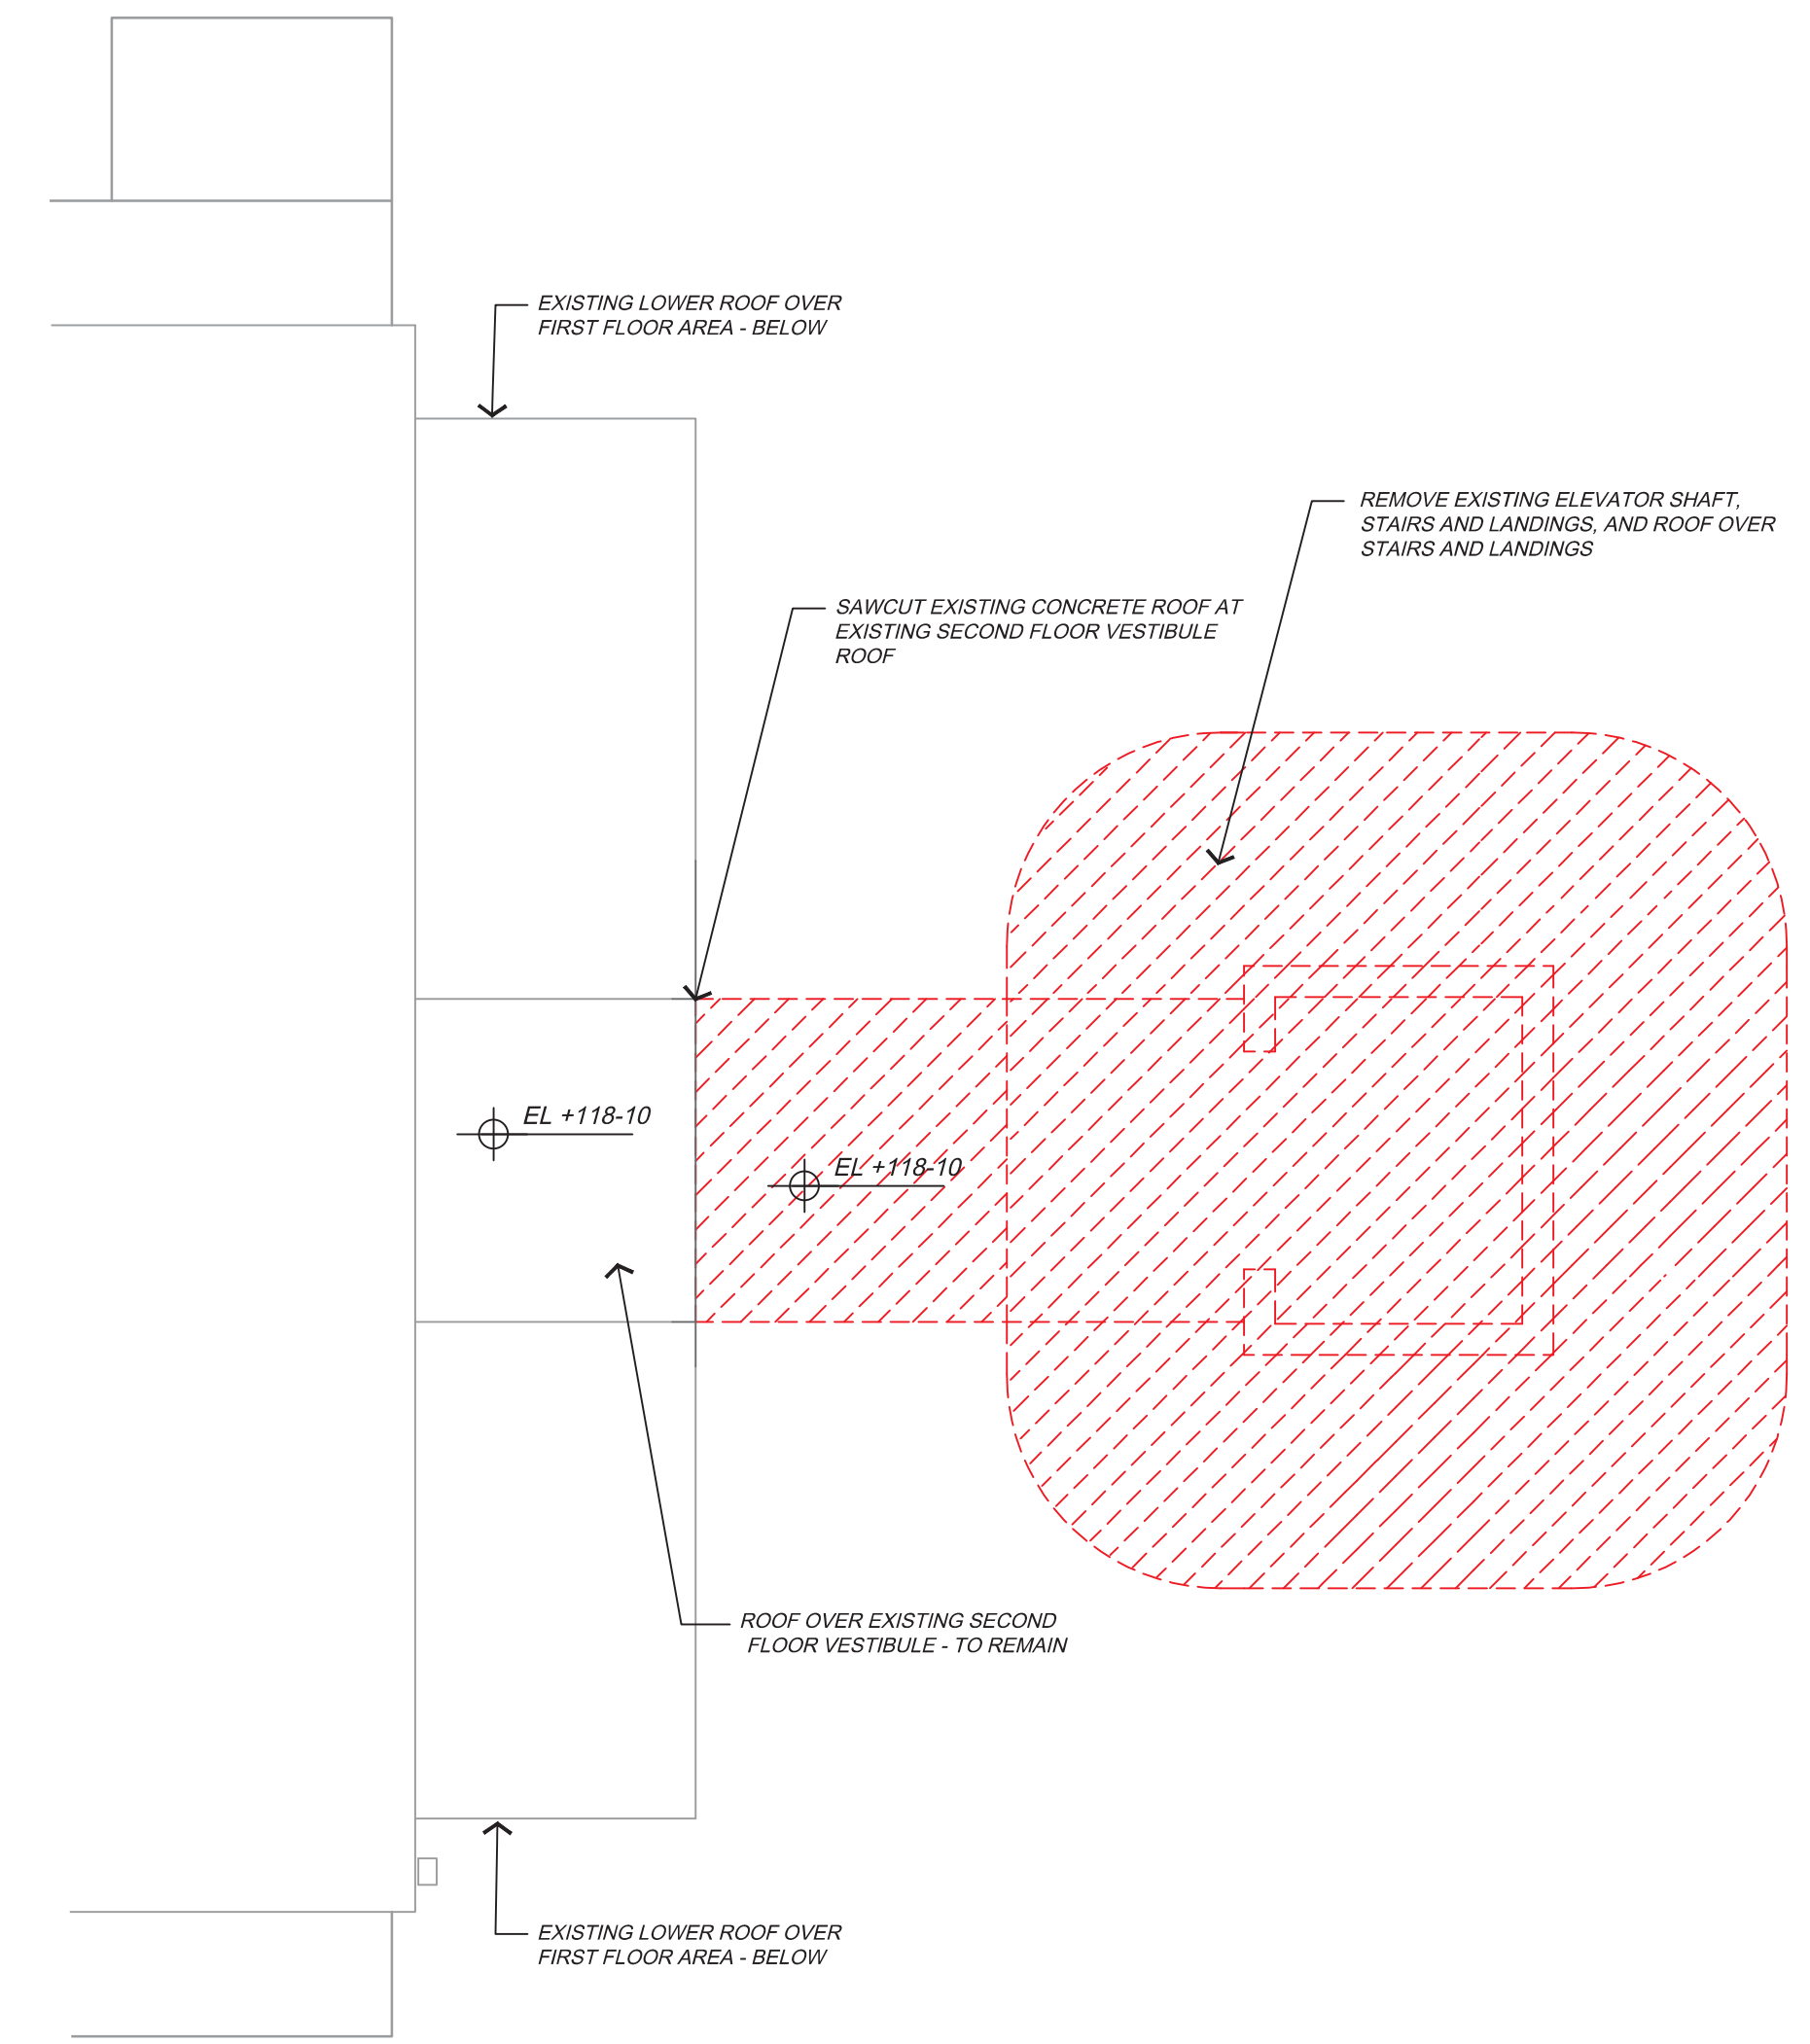 EXISTING LOWER ROOF OVER
FIRST FLOOR AREA - BELOW
REMOVE EXISTING ELEVATOR SHAFT,
STAIRS AND LANDINGS, AND ROOF OVER
STAIRS AND LANDINGS
SAWCUT EXISTING CONCRETE ROOF AT
EXISTING SECOND FLOOR VESTIBULE
ROOF
EL +118-10
EL +118-10
ROOF OVER EXISTING SECOND
FLOOR VESTIBULE - TO REMAIN
EXISTING LOWER ROOF OVER
FIRST FLOOR AREA - BELOW